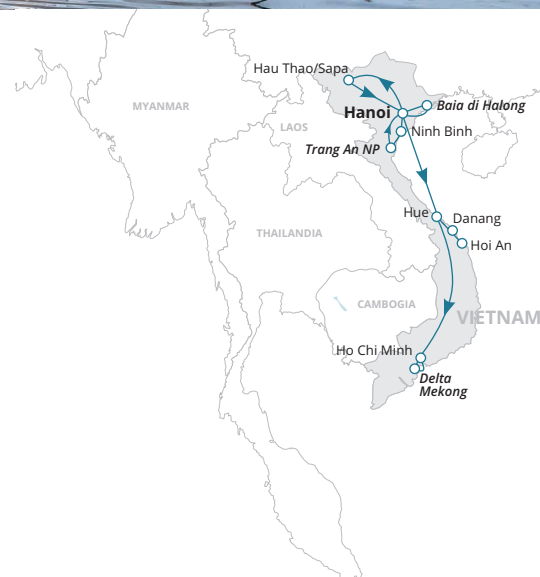 Hau Thao/Sapa
Baia di Halong
MYANMAR
Hanoi
LAOS
Ninh Binh
Trang An NP
Hue
Danang
THAILANDIA
Hoi An
CAMBOGIA
VIETNAM
Ho Chi Minh
Delta
Mekong